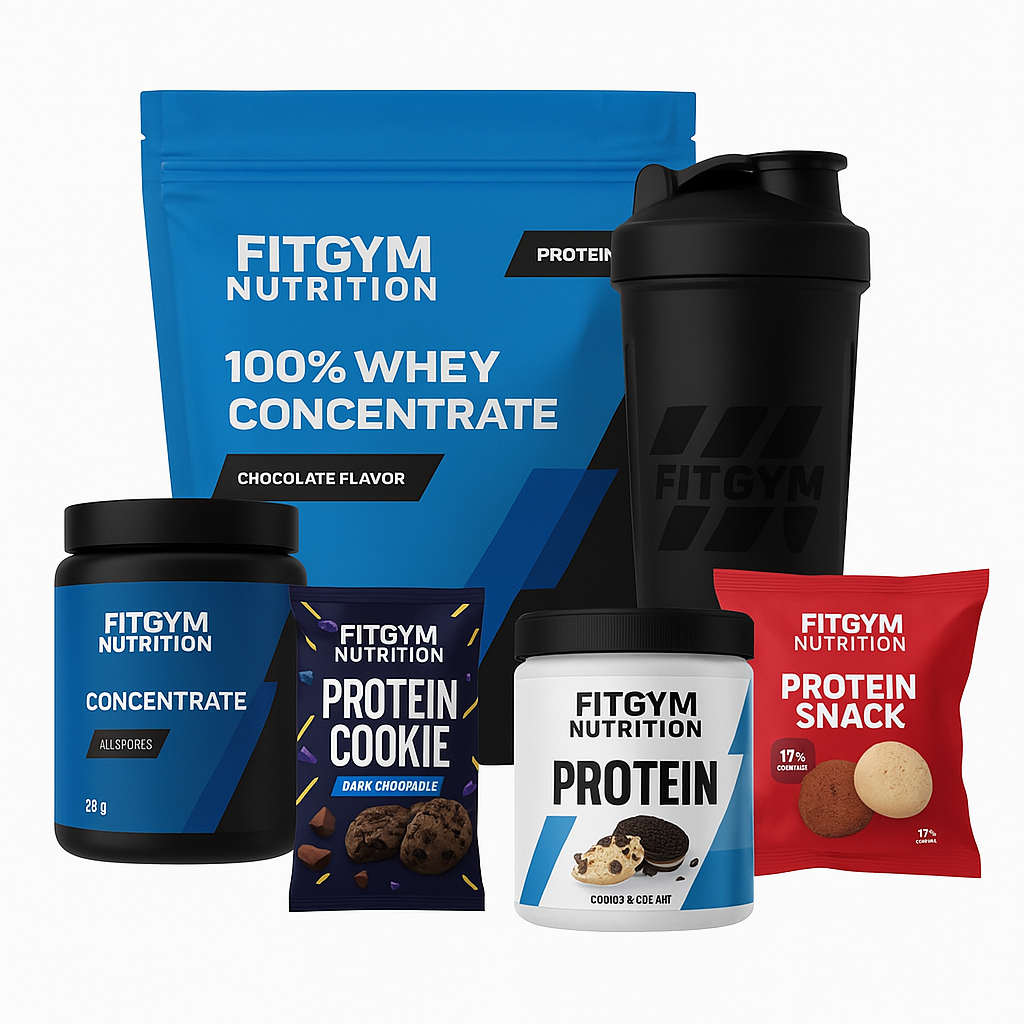 FITGYM
NUTRITION
PROTEIN
100% WHEY
CONCENTRATE
CHOCOLATE FLAVOR
FITGYM
FITGYM
NUTRITION
CONCENTRATE
ALLSPORES
28 g
FITGYM
NUTRITION
PROTEIN
COOKIE
DARK CHOOPADLE
FITGYM
NUTRITION
PROTEIN
COOIO3 & CDE AHT
FITGYM
NUTRITION
PROTEIN
SNACK
17%
17%